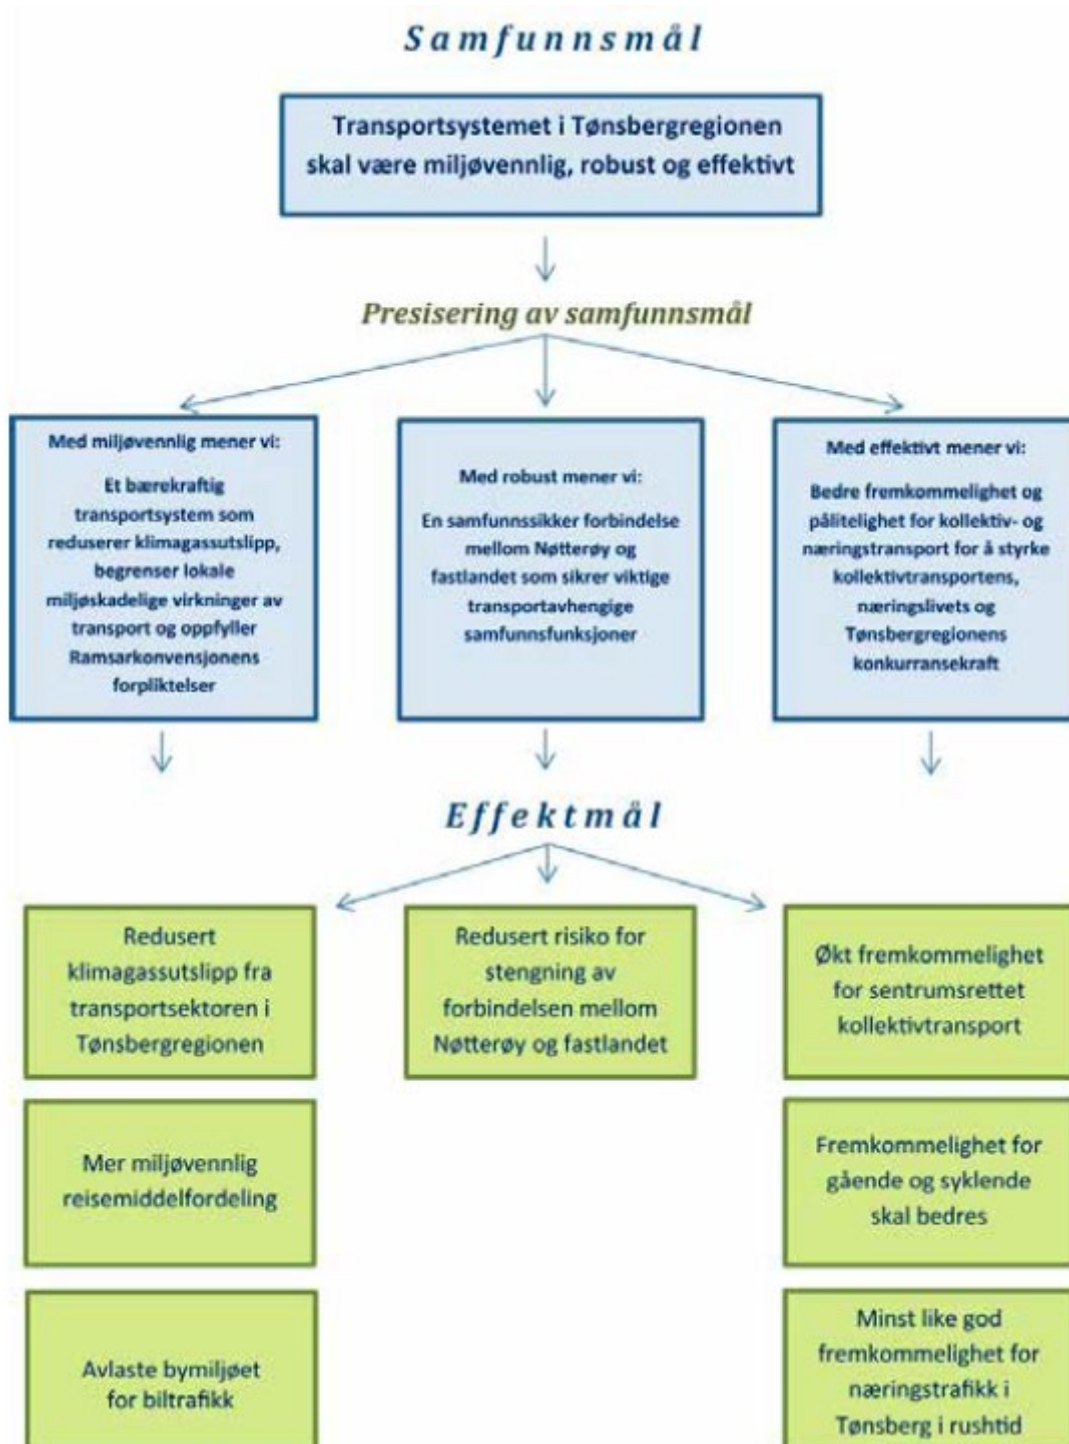 Samfunnsmål
Transportsystemet i Tønsbergregionen
skal være miljøvennlig, robust og effektivt
Presisering av samfunnsmål
Med miljøvennlig mener vi:
Et bærekraftig
transportsystem som
reduserer klimagassutslipp,
begrenser lokale
miljøskadelige virkninger av
transport og oppfyller
Ramsarkonvensjonens
forpliktelser
Med robust mener vi:
En samfunnssikker forbindelse
mellom Nøtterøy og
fastlandet som sikrer viktige
transportavhengige
samfunnsfunksjoner
Med effektivt mener vi:
Bedre fremkommelighet og
pålitelighet for kollektiv- og
næringstransport for å styrke
kollektivtransportens,
næringslivets og
Tønsbergregionens
konkurransekraft
Effektmål
Redusert
klimagassutslipp fra
transportsektoren i
Tønsbergregionen
Mer miljøvennlig
reisemiddelfordeling
Avlaste bymiljøet
for biltrafikk
Redusert risiko for
stengning av
forbindelsen mellom
Nøtterøy og fastlandet
Økt fremkommelighet
for sentrumsrettet
kollektivtransport
Fremkommelighet for
gående og syklende
skal bedres
Minst like god
fremkommelighet for
næringstrafikk i
Tønsberg i rushtid